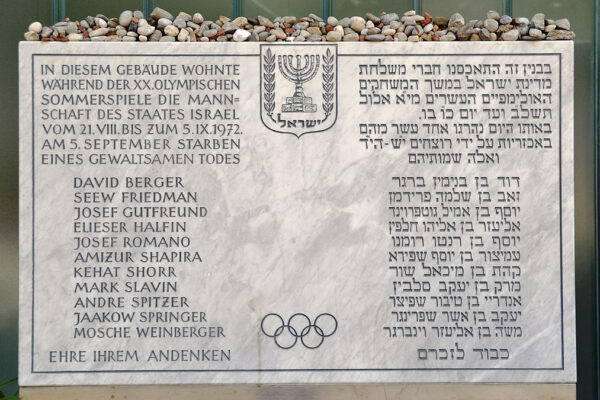 IN DIESEM GEBÄUDE WOHNTE
WÄHREND DER XX. OLYMPISCHEN
SOMMERSPIELE DIE MANN=
SCHAFT DES STAATES ISRAEL
VOM 21. VIII. BIS ZUM 5. IX. 1972.
AM 5. SEPTEMBER STARBEN
EINES GEWALTSAMEN TODES
DAVID BERGER
SEEW FRIEDMAN
JOSEF GUTFREUND
ELIESER HALFIN
JOSEF ROMANO
AMIZUR SHAPIRA
KEHAT SHORR
MARK SLAVIN
ANDRE SPITZER
JAAKOW SPRINGER
MOSCHE WEINBERGER
EHRE IHREM ANDENKEN
ישראל
בבנין זה התאכסנו חברי משלחת
מדינת ישראל במשך המשחקים
האולימפיים העשרים מי״א אלול
תשל״ב ועד יום כ״ו בו.
באותו היום נהרגו אחד עשר מהם
באכזריות על ידי רוצחים יש־היד
ואלה שמותיהם
דוד בן בנימין ברגר
זאב בן שלמה פרידמן
יוסף בן אמיל גוטפרוינד
אליעזר בן אליהו חלפין
יוסף בן רנטו רומנו
עמיצור בן יוסף שפירא
קהת בן מיכאל שור
מרק בן יעקב סלבין
אנדריי בן טיבור שפיצר
יעקב בן אשר שפרינגר
משה בן אליעזר וינברגר
כבוד לזכרם